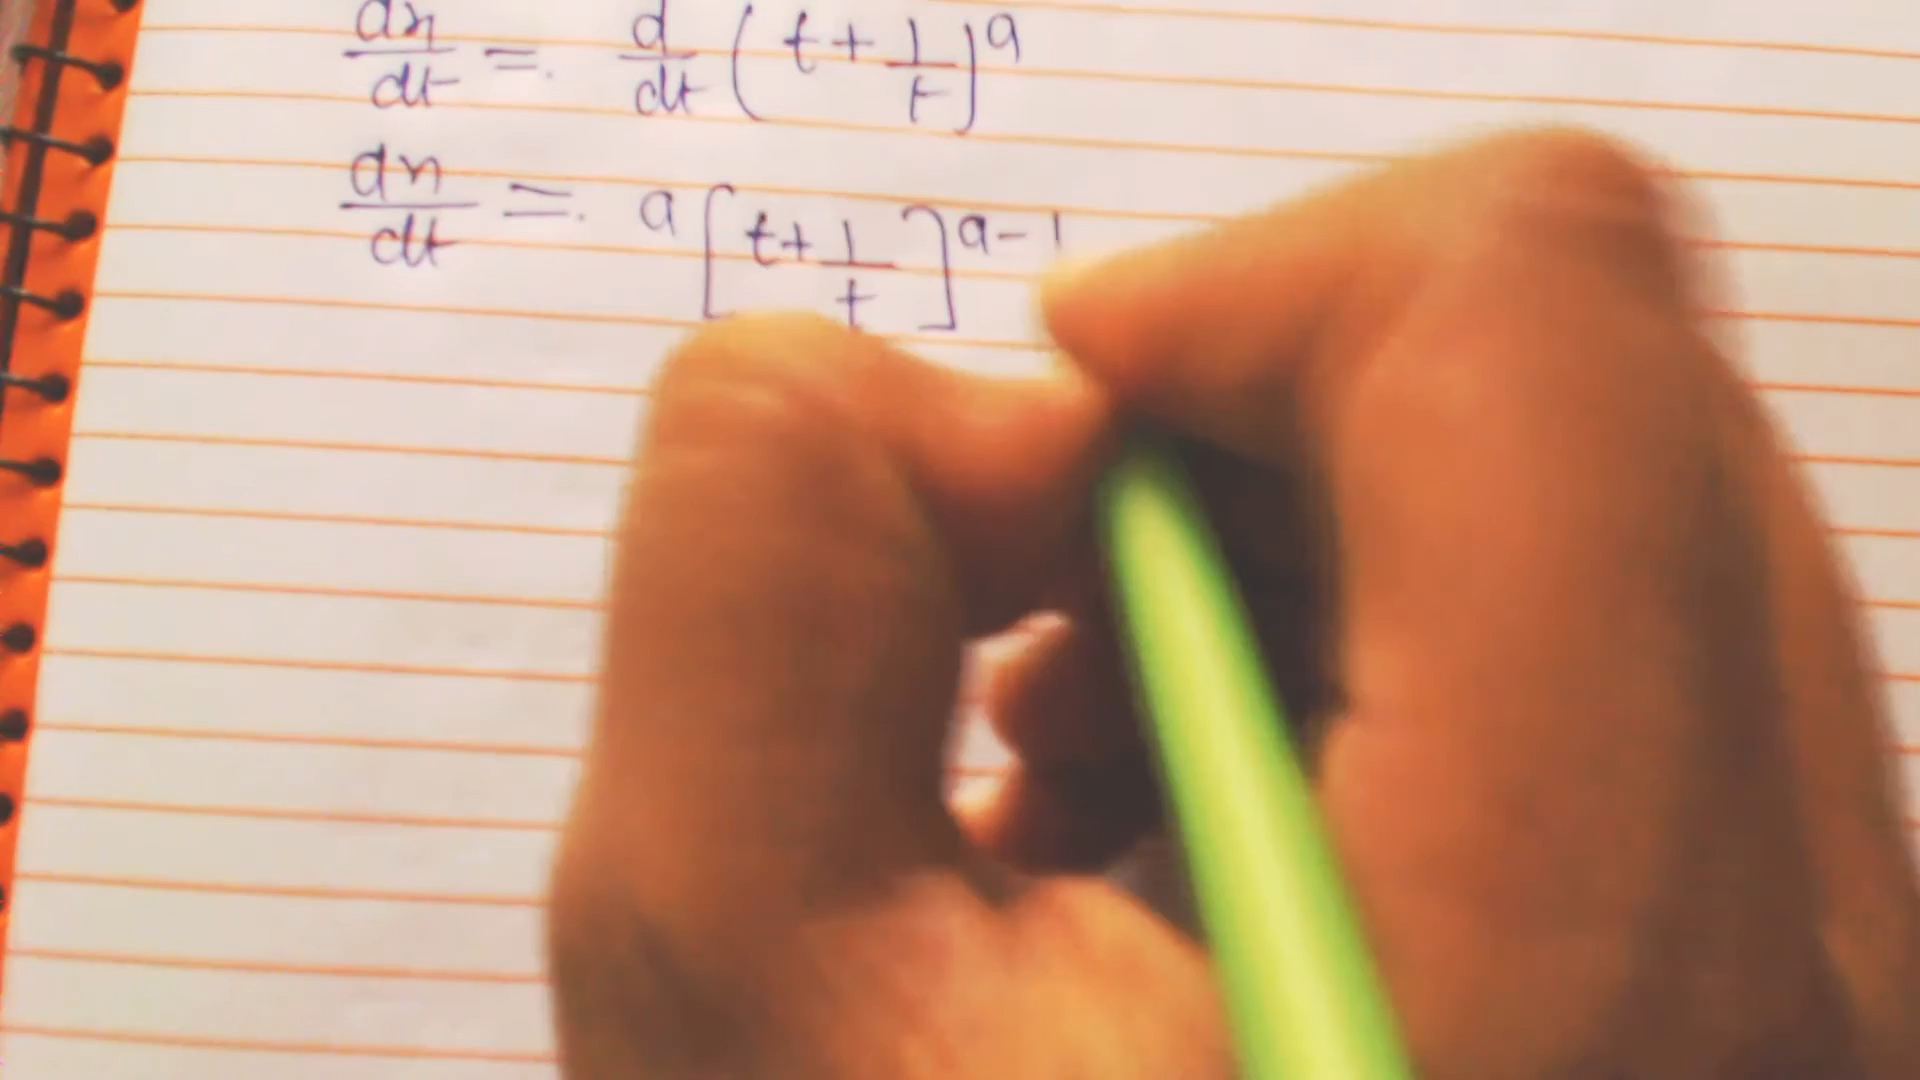 dx/dt = d/dt (t + 1/t)^a
dx/dt = a [t + 1/t]^a-1